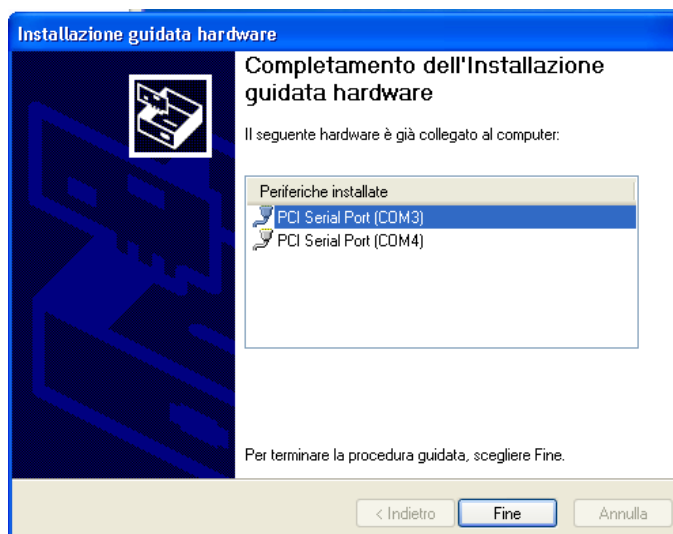 Installazione guidata hardware
Completamento dell'Installazione
guidata hardware
Il seguente hardware è già collegato al computer:
Periferiche installate
PCI Serial Port (COM3)
PCI Serial Port (COM4)
Per terminare la procedura guidata, scegliere Fine.
< Indietro
Fine
Annulla